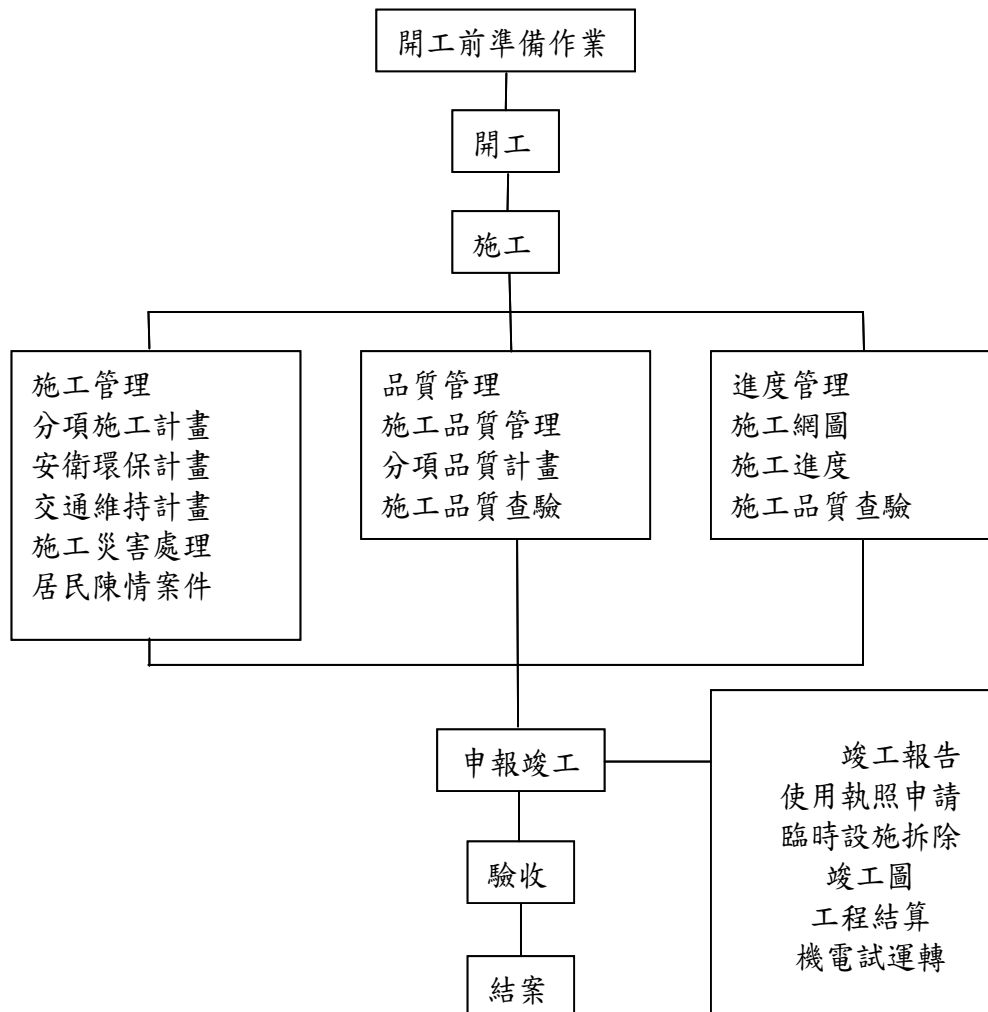 開工前準備作業
開工
施工
施工管理
分項施工計畫
安衛環保計畫
交通維持計畫
施工災害處理
居民陳情案件
品質管理
施工品質管理
分項品質計畫
施工品質查驗
進度管理
施工網圖
施工進度
施工品質查驗
申報竣工
竣工報告
使用執照申請
臨時設施拆除
竣工圖
工程結算
機電試運轉
驗收
結案